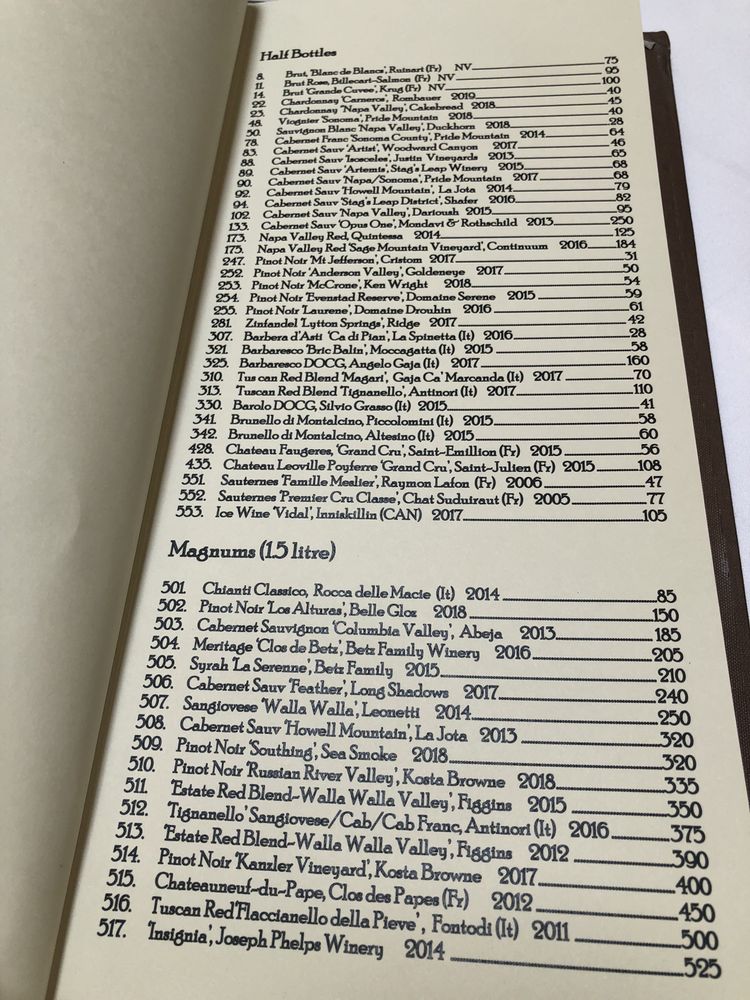 Half Bottles
8. Brut, 'Blanc de Blancs', Ruinart (Fr) NV 75
11. Brut Rose, Billecart-Salmon (Fr) NV 95
14. Brut 'Grande Cuvee', Krug (Fr) NV 100
22. Chardonnay 'Carneros', Rombauer 2019 40
23. Chardonnay 'Napa Valley', Cakebread 2018 45
48. Viognier 'Sonoma', Pride Mountain 2018 40
50. Sauvignon Blanc 'Napa Valley', Duckhorn 2018 28
78. Cabernet Franc 'Sonoma County', Pride Mountain 2014 64
83. Cabernet Sauv 'Artist', Woodward Canyon 2017 46
88. Cabernet Sauv 'Isosceles', Justin Vineyards 2013 65
89. Cabernet Sauv 'Artemis', Stag's Leap Winery 2015 68
90. Cabernet Sauv 'Napa/Sonoma', Pride Mountain 2017 68
92. Cabernet Sauv 'Howell Mountain', La Jota 2014 79
94. Cabernet Sauv 'Stag's Leap District', Shafer 2016 82
102. Cabernet Sauv 'Napa Valley', Darioush 2015 95
133. Cabernet Sauv 'Opus One', Mondavi & Rothschild 2013 250
173. Napa Valley Red, Quintessa 2014 125
175. Napa Valley Red 'Sage Mountain Vineyard', Continuum 2016 184
247. Pinot Noir 'Mt Jefferson', Cristom 2017 31
252. Pinot Noir 'Anderson Valley', Goldeneye 2017 50
253. Pinot Noir 'McCrone', Ken Wright 2018 54
254. Pinot Noir 'Evenstad Reserve', Domaine Serene 2015 59
255. Pinot Noir 'Laurene', Domaine Drouhin 2016 61
281. Zinfandel 'Lytton Springs', Ridge 2017 42
307. Barbera d'Asti 'Ca di Pian', La Spinetta (It) 2016 28
321. Barbaresco 'Bric Balin', Moccagatta (It) 2015 58
325. Barbaresco DOCG, Angelo Gaja (It) 2017 160
310. Tus can Red Blend 'Magari', Gaja Ca' Marcanda (It) 2017 70
313. 'Tuscan Red Blend 'Tignanello', Antinori (It) 2017 110
330. Barolo DOCG, Silvio Grasso (It) 2015 41
341. Brunello di Montalcino, Piccolomini (It) 2015 58
342. Brunello di Montalcino, Altesino (It) 2015 60
428. Chateau Faugeres, 'Grand Cru', Saint-Emillion (Fr) 2015 56
435. Chateau Leoville Poyferre 'Grand Cru', Saint-Julien (Fr) 2015 108
551. Sauternes 'Famille Meslier', Raymon Lafon (Fr) 2006 47
552. Sauternes 'Premier Cru Classe', Chat Suduiraut (Fr) 2005 77
553. Ice Wine 'Vidal', Inniskillin (CAN) 2017 105
Magnums (1.5 litre)
501. Chianti Classico, Rocca delle Macie (It) 2014 85
502. Pinot Noir 'Los Alturas', Belle Glos 2018 150
503. Cabernet Sauvignon 'Columbia Valley', Abeja 2013 185
504. Meritage 'Clos de Betz', Betz Family Winery 2016 205
505. Syrah 'La Serenne', Betz Family 2015 210
506. Cabernet Sauv 'Feather', Long Shadows 2017 240
507. Sangiovese 'Walla Walla', Leonetti 2014 250
508. Cabernet Sauv 'Howell Mountain', La Jota 2013 320
509. Pinot Noir 'Southing', Sea Smoke 2018 320
510. Pinot Noir 'Russian River Valley', Kosta Browne 2018 335
511. 'Estate Red Blend~Walla Walla Valley', Figgins 2015 350
512. 'Tignanello' Sangiovese/Cab/Cab Franc, Antinori (It) 2016 375
513. 'Estate Red Blend~Walla Walla Valley', Figgins 2012 390
514. Pinot Noir 'Kanzler Vineyard', Kosta Browne 2017 400
515. Chateauneuf-du-Pape, Clos des Papes (Fr) 2012 450
516. Tuscan Red'Flaccianello della Pieve', Fontodi (It) 2011 500
517. 'Insignia', Joseph Phelps Winery 2014 525